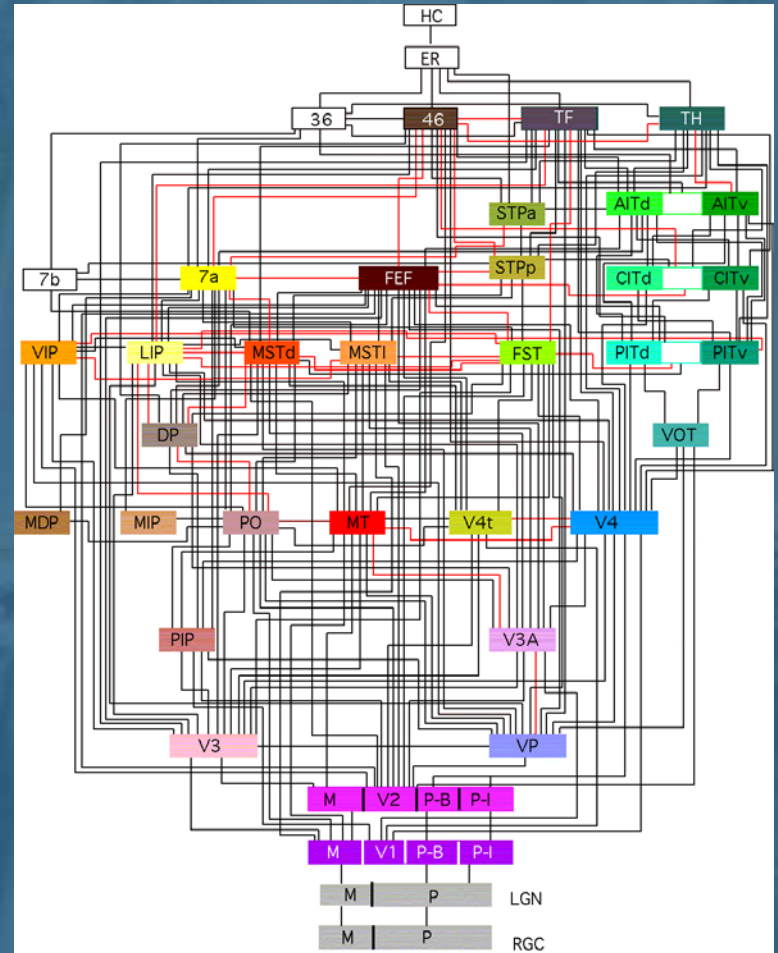 HC
ER
36 46 TF TH
STPa AITd AITv
7b 7a FEF STPp CITd CITv
VIP LIP MSTd MSTl FST PITd PITv
DP VOT
MDP MIP PO MT V4t V4
PIP V3A
V3 VP
M V2 P-B P-I
M V1 P-B P-I
M P LGN
M P RGC